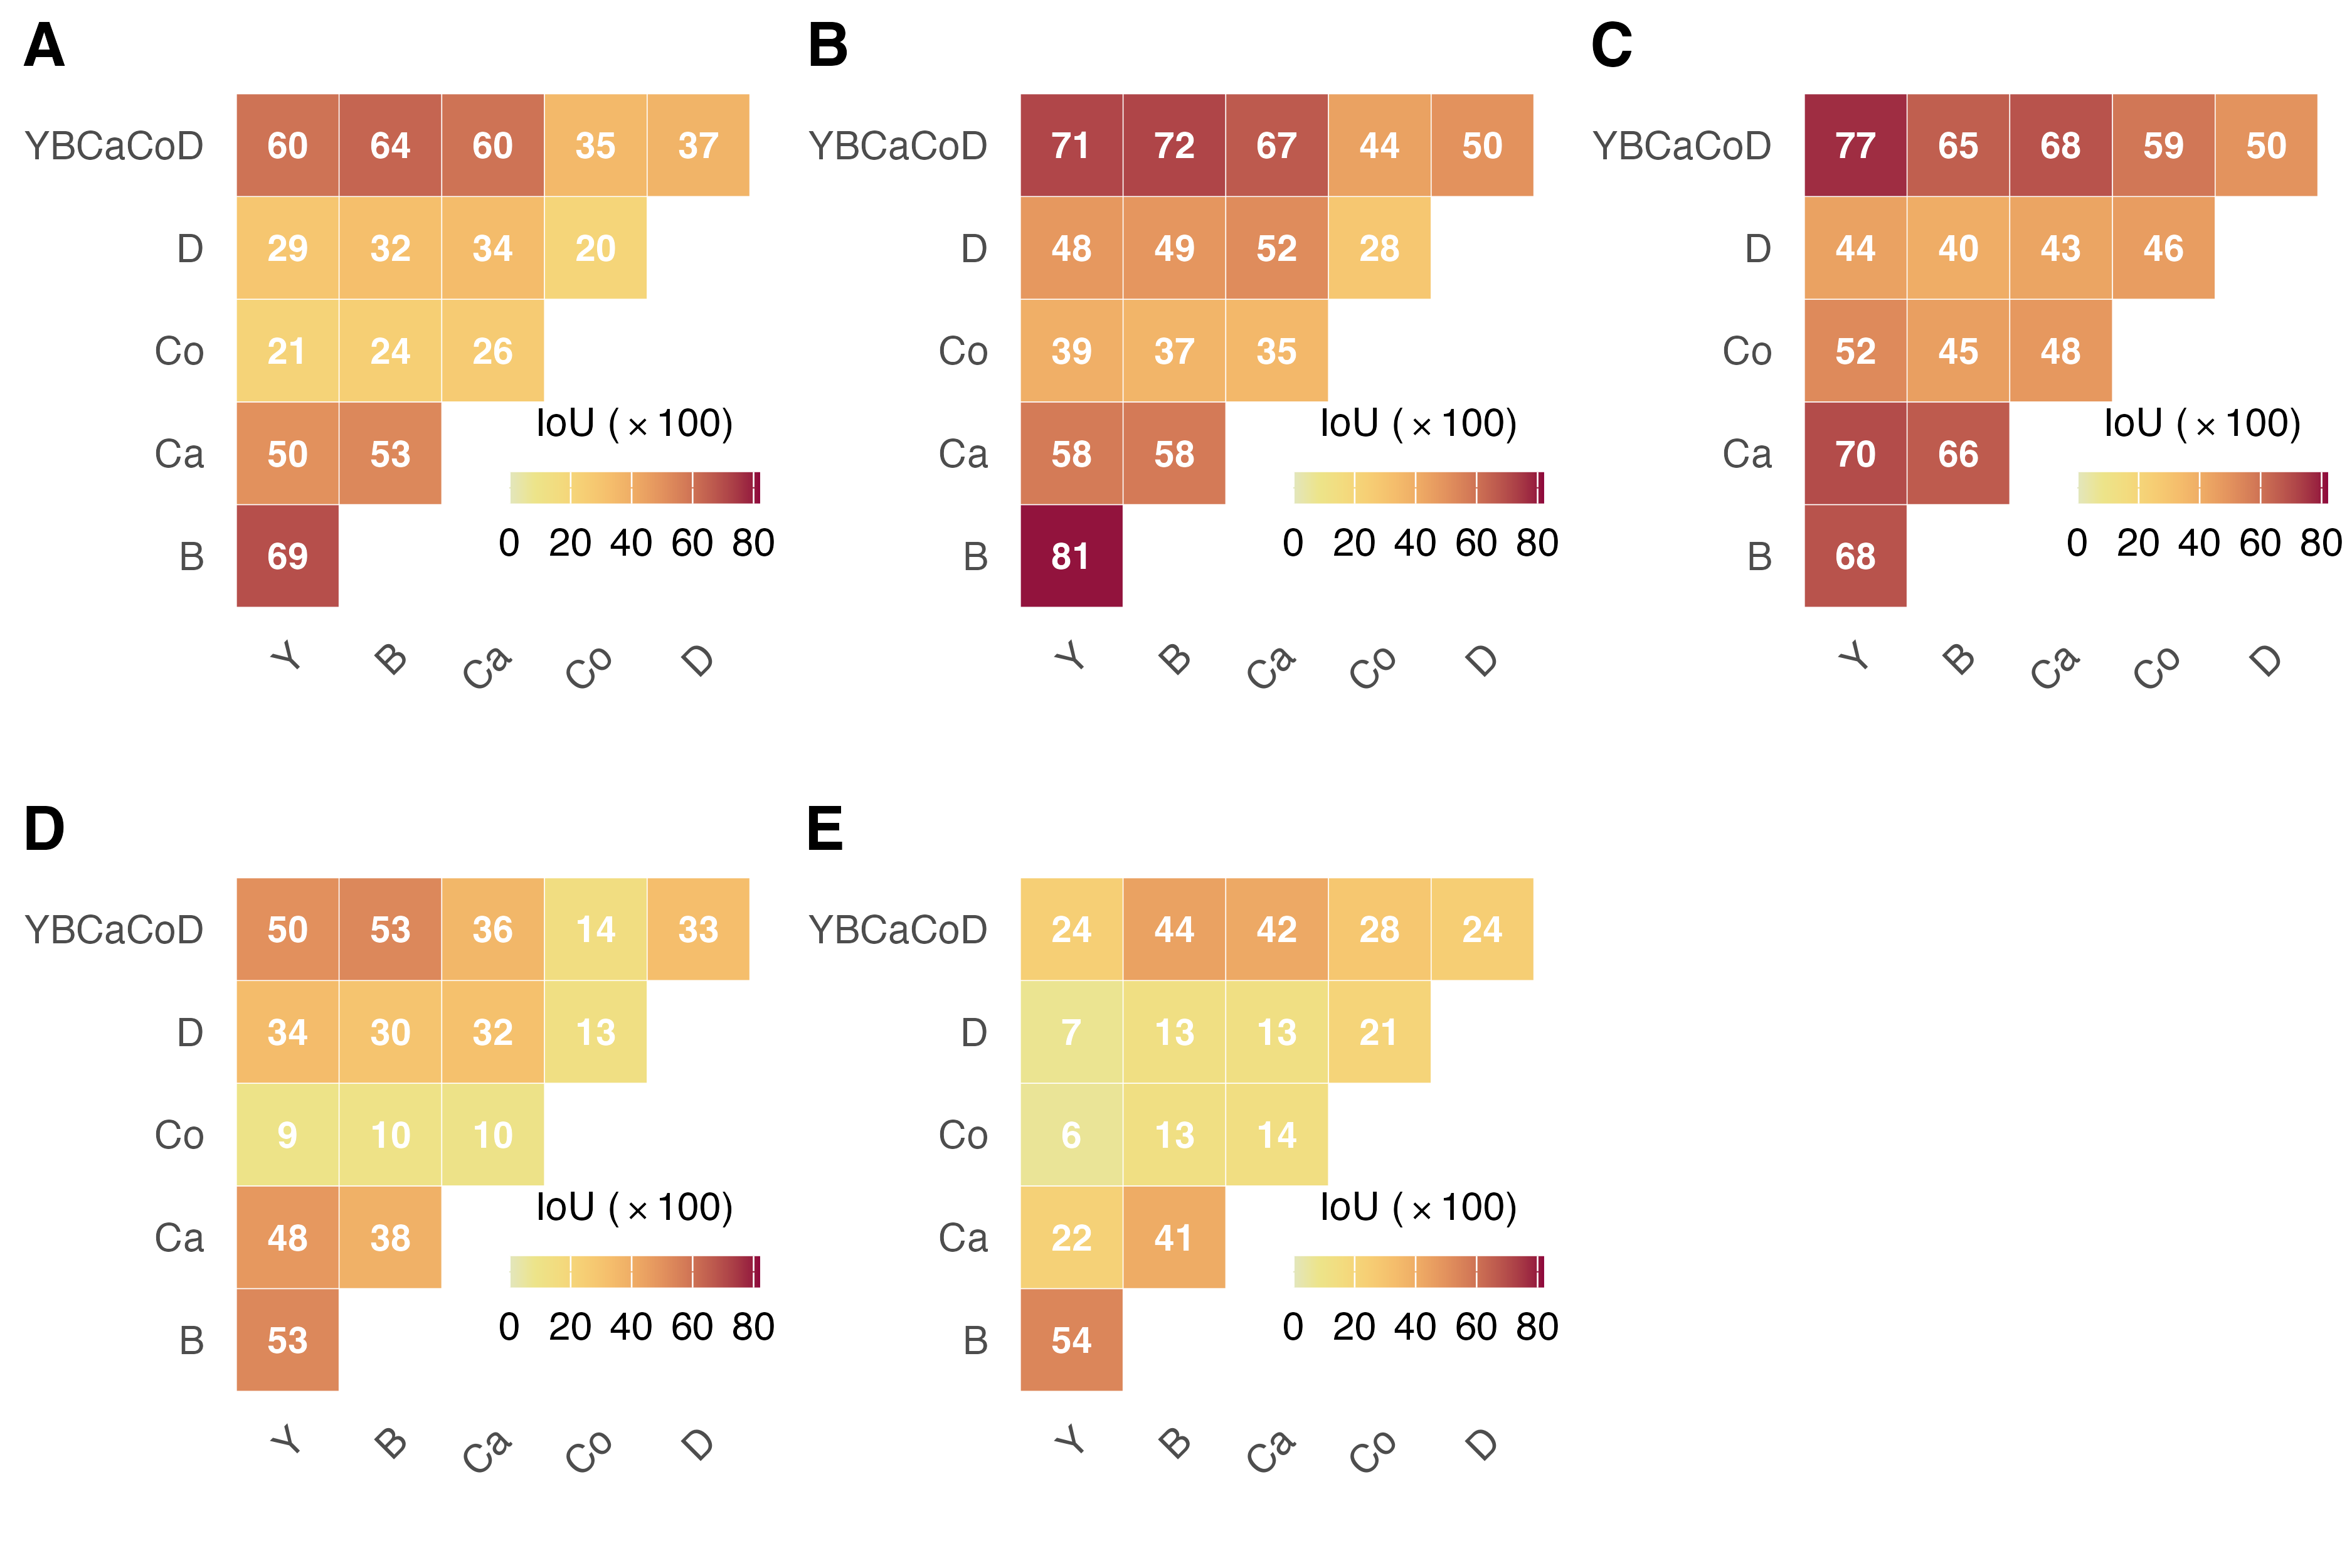 A
YBCaCoD 60 64 60 35 37
D 29 32 34 20
Co 21 24 26
IoU (×100)
Ca 50 53
0 20 40 60 80
B 69
Y B Ca Co D
B
YBCaCoD 71 72 67 44 50
D 48 49 52 28
Co 39 37 35
IoU (×100)
Ca 58 58
0 20 40 60 80
B 81
Y B Ca Co D
C
YBCaCoD 77 65 68 59 50
D 44 40 43 46
Co 52 45 48
IoU (×100)
Ca 70 66
0 20 40 60 80
B 68
Y B Ca Co D
D
YBCaCoD 50 53 36 14 33
D 34 30 32 13
Co 9 10 10
IoU (×100)
Ca 48 38
0 20 40 60 80
B 53
Y B Ca Co D
E
YBCaCoD 24 44 42 28 24
D 7 13 13 21
Co 6 13 14
IoU (×100)
Ca 22 41
0 20 40 60 80
B 54
Y B Ca Co D